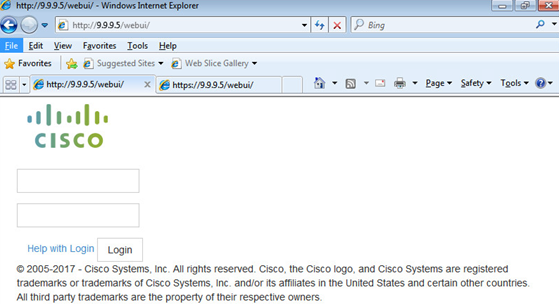 http://9.9.9.5/webui/ - Windows Internet Explorer
http://9.9.9.5/webui/
Bing
File Edit View Favorites Tools Help
Favorites Suggested Sites Web Slice Gallery
http://9.9.9.5/webui/ https://9.9.9.5/webui/ Page Safety Tools
CISCO
Help with Login Login
© 2005-2017 - Cisco Systems, Inc. All rights reserved. Cisco, the Cisco logo, and Cisco Systems are registered
trademarks or trademarks of Cisco Systems, Inc. and/or its affiliates in the United States and certain other countries.
All third party trademarks are the property of their respective owners.